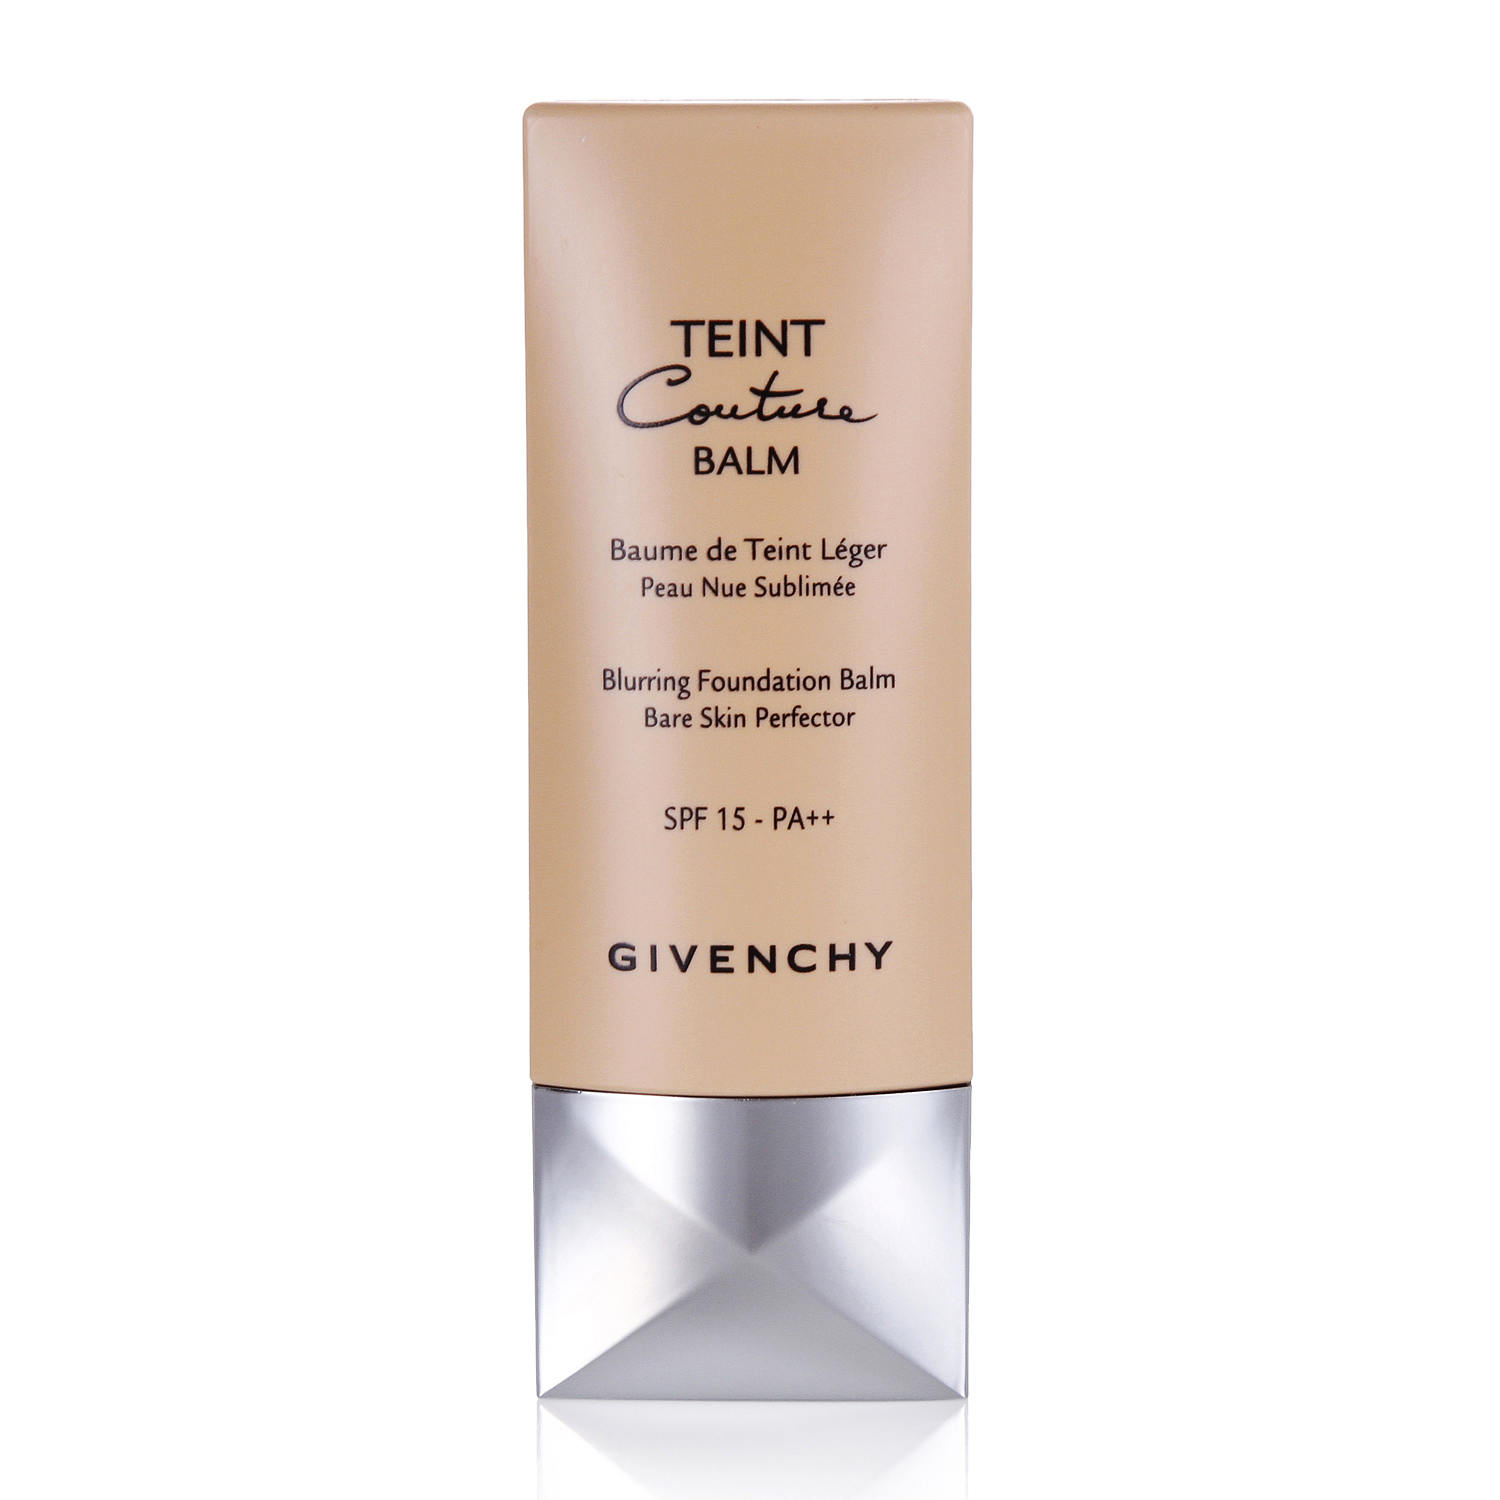 TEINT
Couture
BALM
Baume de Teint Léger
Peau Nue Sublimée
Blurring Foundation Balm
Bare Skin Perfector
SPF 15 - PA++
GIVENCHY